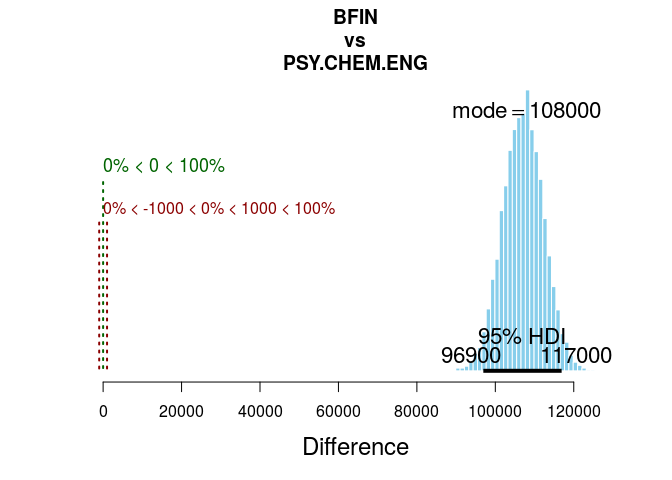 BFIN
vs
PSY.CHEM.ENG
mode = 108000
0% < 0 < 100%
0% < -1000 < 0% < 1000 < 100%
95% HDI
96900 117000
0 20000 40000 60000 80000 100000 120000
Difference